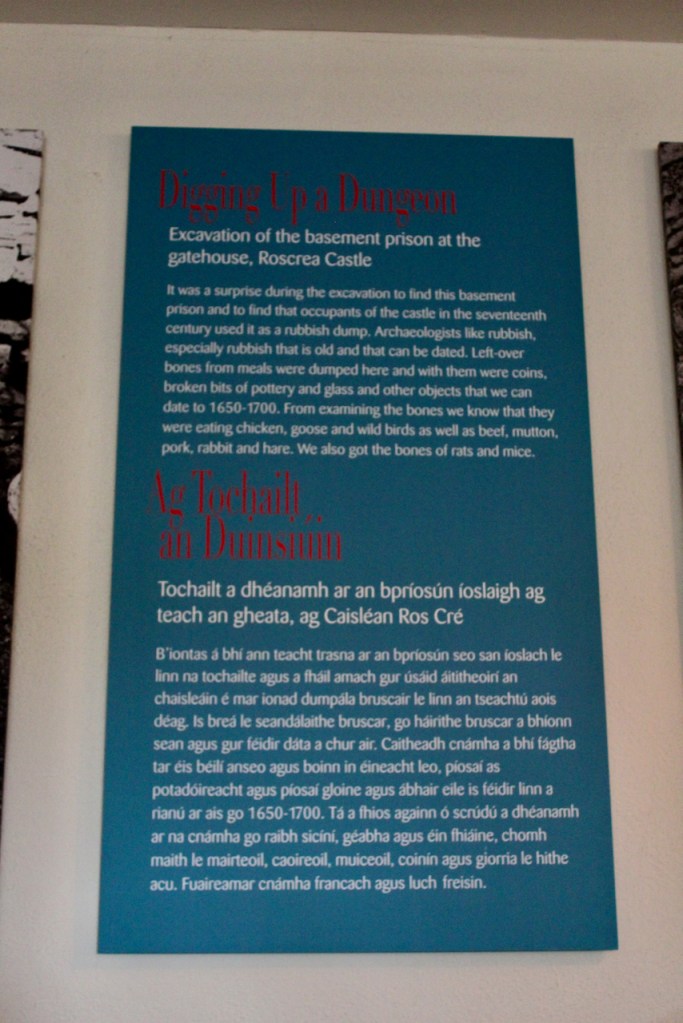 Digging Up a Dungeon
Excavation of the basement prison at the
gatehouse, Roscrea Castle
It was a surprise during the excavation to find this basement
prison and to find that occupants of the castle in the seventeenth
century used it as a rubbish dump. Archaeologists like rubbish,
especially rubbish that is old and that can be dated. Left-over
bones from meals were dumped here and with them were coins,
broken bits of pottery and glass and other objects that we can
date to 1650-1700. From examining the bones we know that they
were eating chicken, goose and wild birds as well as beef, mutton,
pork, rabbit and hare. We also got the bones of rats and mice.
Ag Tochailt
an Duinsiúin
Tochailt a dhéanamh ar an bpríosún íoslaigh ag
teach an gheata, ag Caisleán Ros Cré
B'iontas á bhí ann teacht trasna ar an bpríosún seo san íoslach le
linn na tochailte agus a fháil amach gur úsáid áititheoirí an
chaisleáin é mar ionad dumpála bruscair le linn an tseachtú aois
déag. Is breá le seandálaithe bruscar, go háirithe bruscar a bhíonn
sean agus gur féidir dáta a chur air. Caitheadh cnámha a bhí fágtha
tar éis béilí anseo agus boinn in éineacht leo, píosaí as
potadóireacht agus píosaí gloine agus ábhair eile is féidir linn a
rianú ar ais go 1650-1700. Tá a fhios againn ó scrúdú a dhéanamh
ar na cnámha go raibh sicíní, géabha agus éin fhiáine, chomh
maith le mairteoil, caoireoil, muiceoil, coinín agus giorria le hithe
acu. Fuaireamar cnámha francach agus luch freisin.